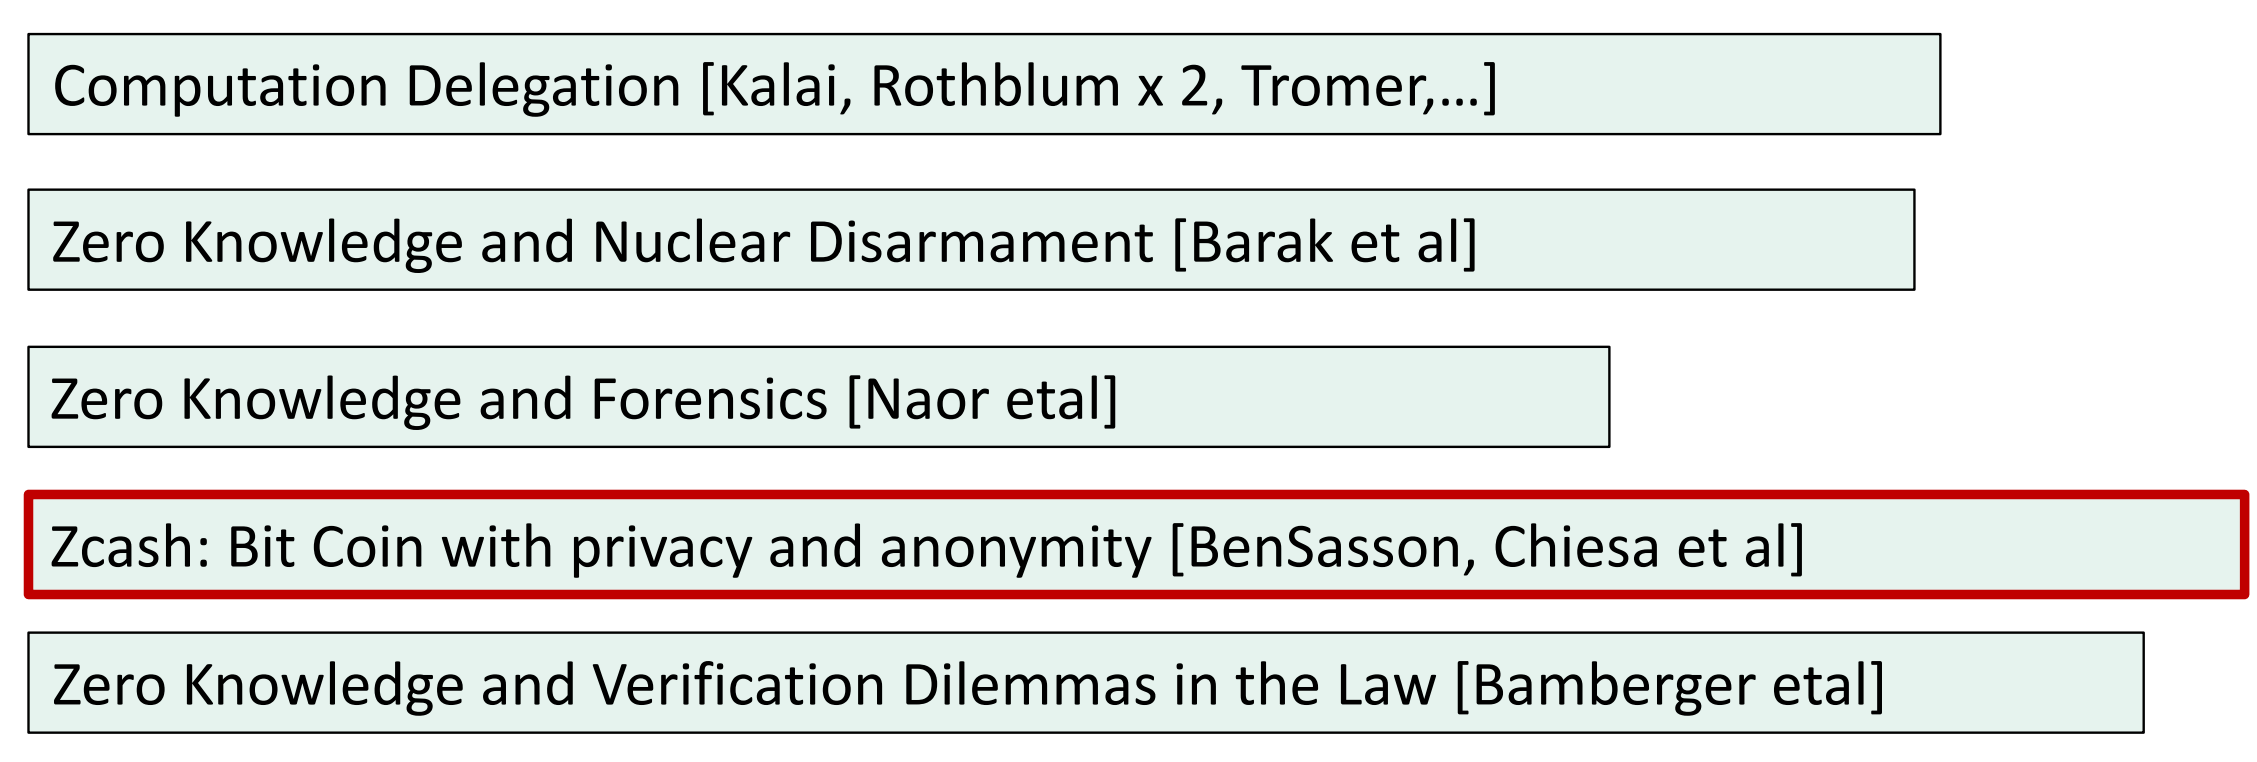 Computation Delegation [Kalai, Rothblum x 2, Tromer,...]
Zero Knowledge and Nuclear Disarmament [Barak et al]
Zero Knowledge and Forensics [Naor etal]
Zcash: Bit Coin with privacy and anonymity [BenSasson, Chiesa et al]
Zero Knowledge and Verification Dilemmas in the Law [Bamberger etal]